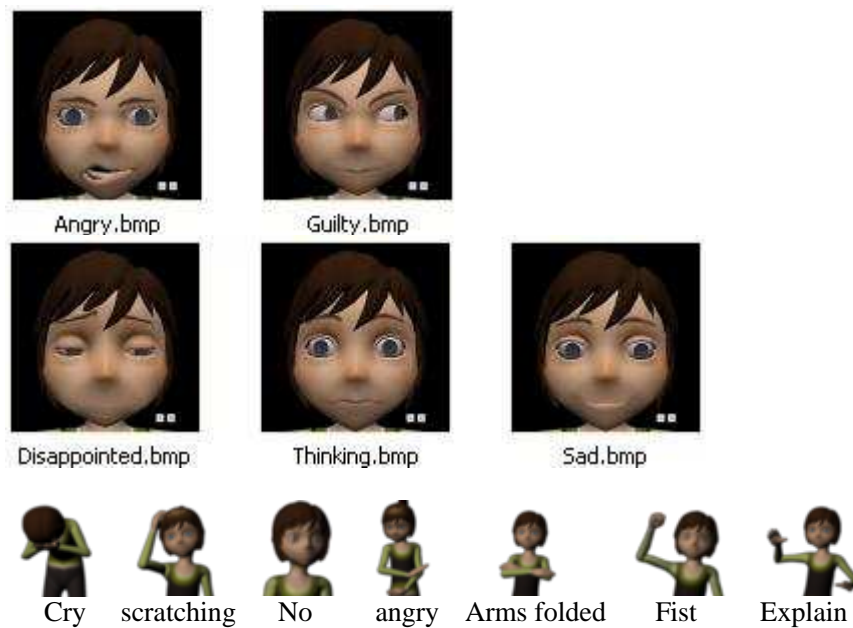 Angry.bmp Guilty.bmp
Disappointed.bmp Thinking.bmp Sad.bmp
Cry scratching No angry Arms folded Fist Explain